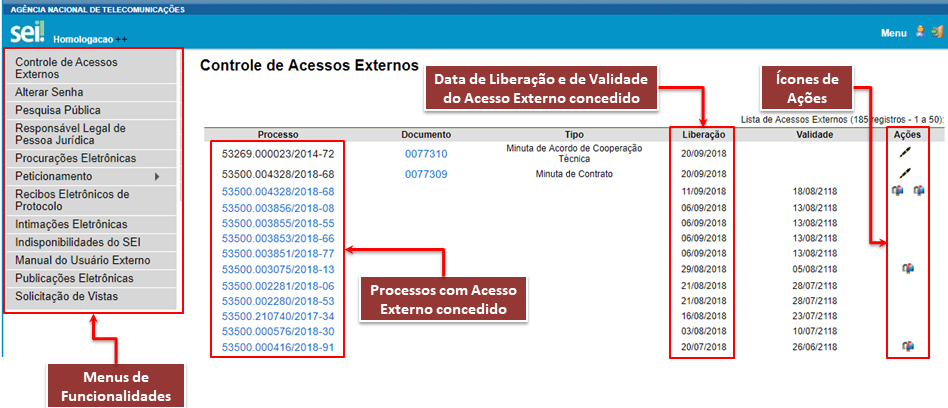 AGÊNCIA NACIONAL DE TELECOMUNICAÇÕES
sei!
Homologacao ++
Menu
Controle de Acessos
Externos
Alterar Senha
Pesquisa Pública
Responsável Legal de
Pessoa Jurídica
Procurações Eletrônicas
Peticionamento
Recibos Eletrônicos de
Protocolo
Intimações Eletrônicas
Indisponibilidades do SEI
Manual do Usuário Externo
Publicações Eletrônicas
Solicitação de Vistas
Menus de
Funcionalidades
Controle de Acessos Externos
Data de Liberação e de Validade
do Acesso Externo concedido
Ícones de
Ações
Lista de Acessos Externos (185 registros - 1 a 50):
Processo Documento Tipo Liberação Validade Ações
53269.000023/2014-72 0077310 Minuta de Acordo de Cooperação Técnica 20/09/2018
53500.004328/2018-68 0077309 Minuta de Contrato 20/09/2018
53500.004328/2018-68 11/09/2018 18/08/2118
53500.003856/2018-08 06/09/2018 13/08/2118
53500.003855/2018-55 06/09/2018 13/08/2118
53500.003853/2018-66 06/09/2018 13/08/2118
53500.003851/2018-77 06/09/2018 13/08/2118
53500.003075/2018-13 29/08/2018 05/08/2118
53500.002281/2018-06 21/08/2018 28/07/2118
53500.002280/2018-53 21/08/2018 28/07/2118
53500.210740/2017-34 16/08/2018 23/07/2118
53500.000576/2018-30 03/08/2018 10/07/2118
53500.000416/2018-91 20/07/2018 26/06/2118
Processos com Acesso
Externo concedido